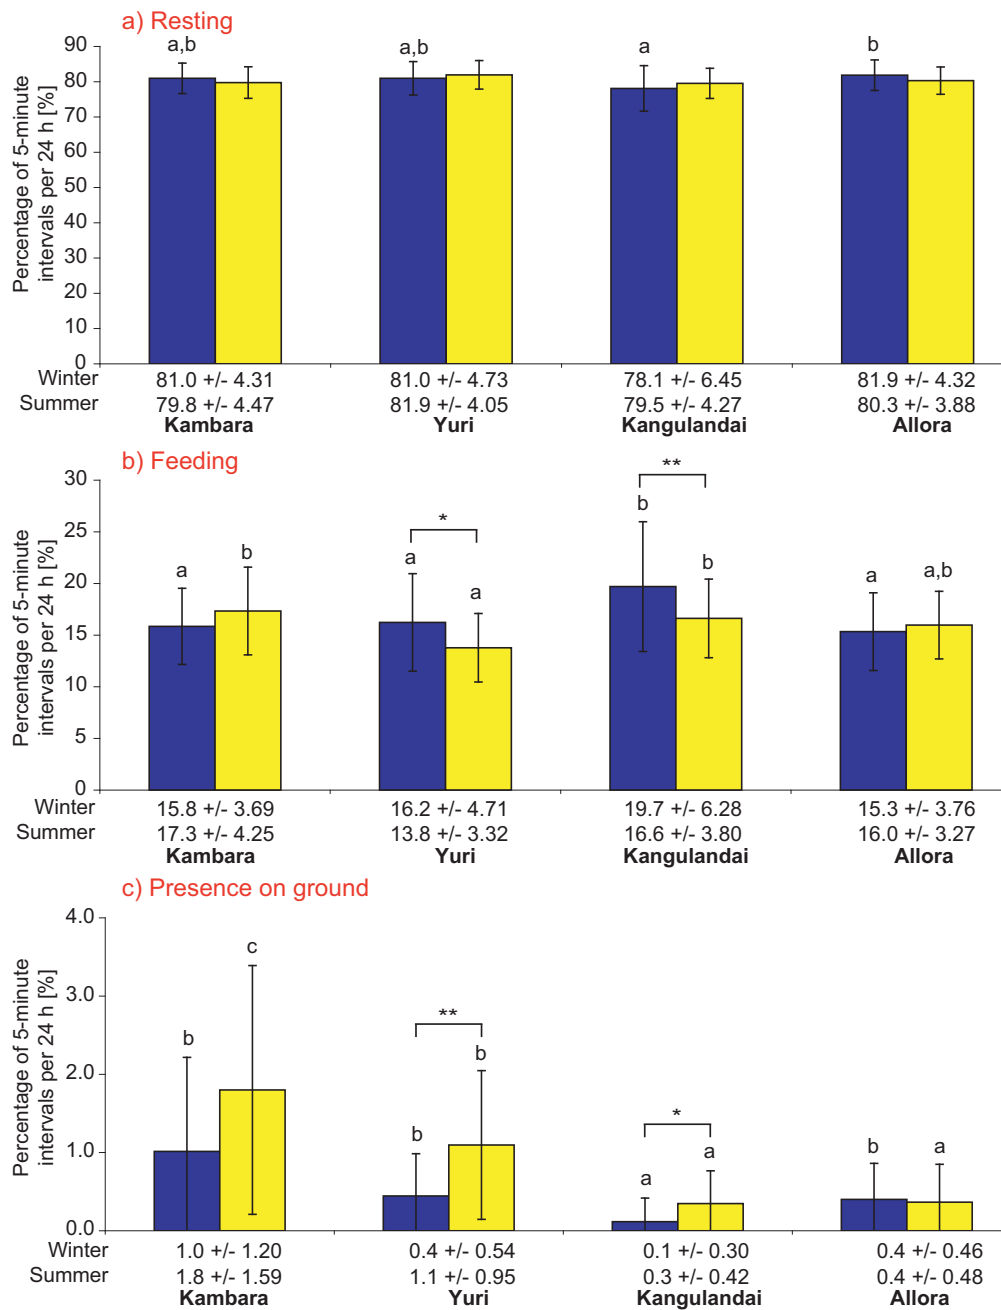 a) Resting
Percentage of 5-minute
intervals per 24 h [%]
90
80
70
60
50
40
30
20
10
0
a,b
a,b
a
b
Winter 81.0 +/- 4.31 81.0 +/- 4.73 78.1 +/- 6.45 81.9 +/- 4.32
Summer 79.8 +/- 4.47 81.9 +/- 4.05 79.5 +/- 4.27 80.3 +/- 3.88
Kambara Yuri Kangulandai Allora
b) Feeding
Percentage of 5-minute
intervals per 24 h [%]
30
25
20
15
10
5
0
a
b
*
a
a
**
b
b
a
a,b
Winter 15.8 +/- 3.69 16.2 +/- 4.71 19.7 +/- 6.28 15.3 +/- 3.76
Summer 17.3 +/- 4.25 13.8 +/- 3.32 16.6 +/- 3.80 16.0 +/- 3.27
Kambara Yuri Kangulandai Allora
c) Presence on ground
Percentage of 5-minute
intervals per 24 h [%]
4.0
3.0
2.0
1.0
0.0
b
c
**
b
b
*
a
a
b
a
Winter 1.0 +/- 1.20 0.4 +/- 0.54 0.1 +/- 0.30 0.4 +/- 0.46
Summer 1.8 +/- 1.59 1.1 +/- 0.95 0.3 +/- 0.42 0.4 +/- 0.48
Kambara Yuri Kangulandai Allora